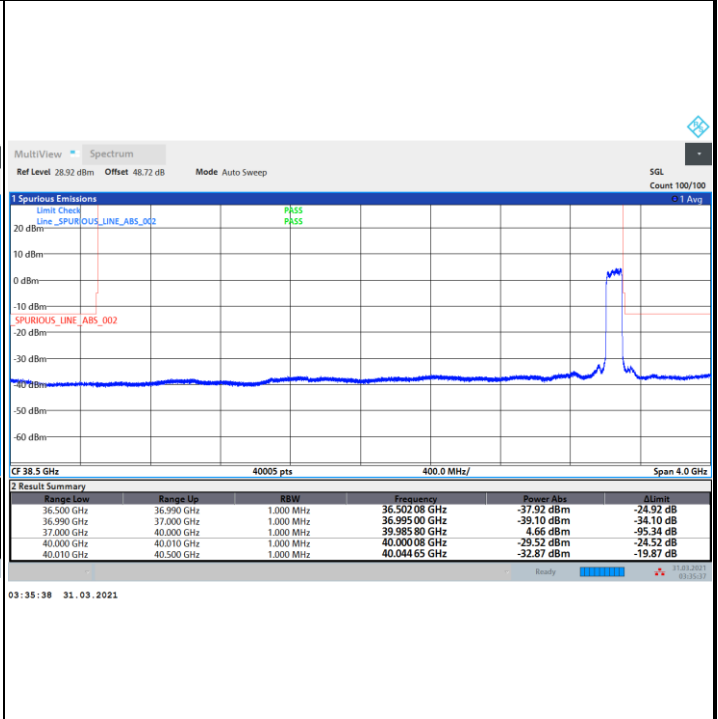 MultiView Spectrum
Ref Level 28.92 dBm Offset 48.72 dB Mode Auto Sweep SGL
Count 100/100
1 Spurious Emissions 1 Avg
Limit Check PASS
Line _SPURIOUS_LINE_ABS_002 PASS
20 dBm
10 dBm
0 dBm
-10 dBm
_SPURIOUS_LINE_ABS_002
-20 dBm
-30 dBm
-40 dBm
-50 dBm
-60 dBm
CF 38.5 GHz 40005 pts 400.0 MHz/ Span 4.0 GHz
2 Result Summary
Range Low Range Up RBW Frequency Power Abs ΔLimit
36.500 GHz 36.990 GHz 1.000 MHz 36.502 08 GHz -37.92 dBm -24.92 dB
36.990 GHz 37.000 GHz 1.000 MHz 36.995 00 GHz -39.10 dBm -34.10 dB
37.000 GHz 40.000 GHz 1.000 MHz 39.985 80 GHz 4.66 dBm -95.34 dB
40.000 GHz 40.010 GHz 1.000 MHz 40.000 08 GHz -29.52 dBm -24.52 dB
40.010 GHz 40.500 GHz 1.000 MHz 40.044 65 GHz -32.87 dBm -19.87 dB
Ready 31.03.2021
03:35:37
03:35:38 31.03.2021